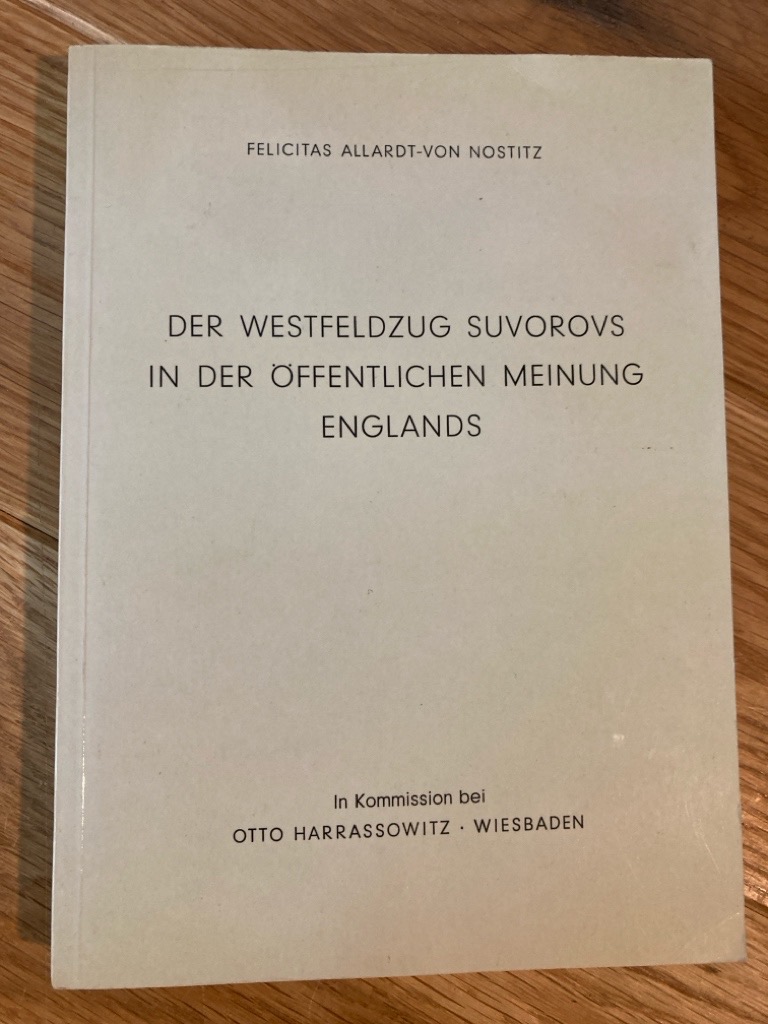 FELICITAS ALLARDT-VON NOSTITZ
DER WESTFELDZUG SUVOROVS
IN DER ÖFFENTLICHEN MEINUNG
ENGLANDS
In Kommission bei
OTTO HARRASSOWITZ · WIESBADEN